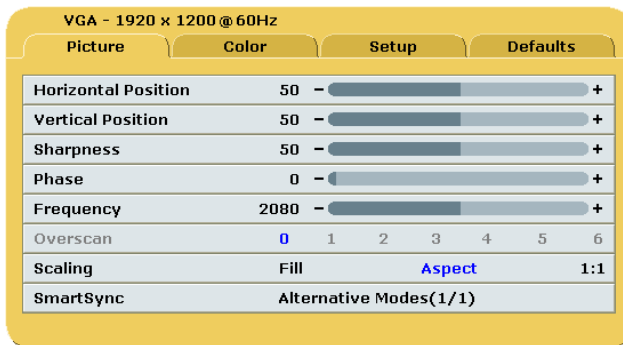 VGA - 1920 x 1200 @ 60Hz
Picture Color Setup Defaults
Horizontal Position 50 - +
Vertical Position 50 - +
Sharpness 50 - +
Phase 0 - +
Frequency 2080 - +
Overscan 0 1 2 3 4 5 6
Scaling Fill Aspect 1:1
SmartSync Alternative Modes(1/1)